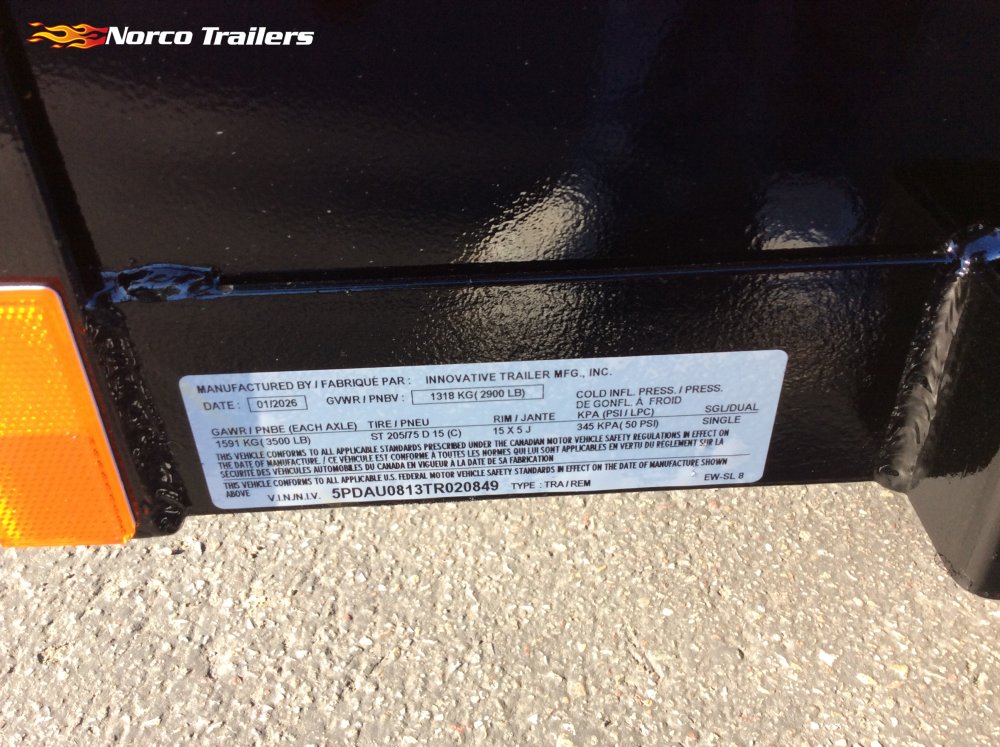 Norco Trailers
MANUFACTURED BY / FABRIQUÉ PAR : INNOVATIVE TRAILER MFG., INC.
DATE : 01/2026 GVWR / PNBV : 1318 KG( 2900 LB) COLD INFL. PRESS. / PRESS.
DE GONFL. À FROID
GAWR / PNBE (EACH AXLE) TIRE / PNEU RIM / JANTE KPA (PSI / LPC) SGL/DUAL
1591 KG( 3500 LB) ST 205/75 D 15 (C) 15 X 5 J 345 KPA ( 50 PSI) SINGLE
THIS VEHICLE CONFORMS TO ALL APPLICABLE STANDARDS PRESCRIBED UNDER THE CANADIAN MOTOR VEHICLE SAFETY REGULATIONS IN EFFECT ON
THE DATE OF MANUFACTURE. / CE VÉHICULE EST CONFORME À TOUTES LES NORMES QUI LUI SONT APPLICABLES EN VERTU DU RÈGLEMENT SUR LA
SÉCURITÉ DES VÉHICULES AUTOMOBILES DU CANADA EN VIGUEUR À LA DATE DE SA FABRICATION
THIS VEHICLE CONFORMS TO ALL APPLICABLE U.S. FEDERAL MOTOR VEHICLE SAFETY STANDARDS IN EFFECT ON THE DATE OF MANUFACTURE SHOWN
ABOVE V.I.N./N.I.V. 5PDAU0813TR020849 TYPE : TRA / REM EW-SL 8